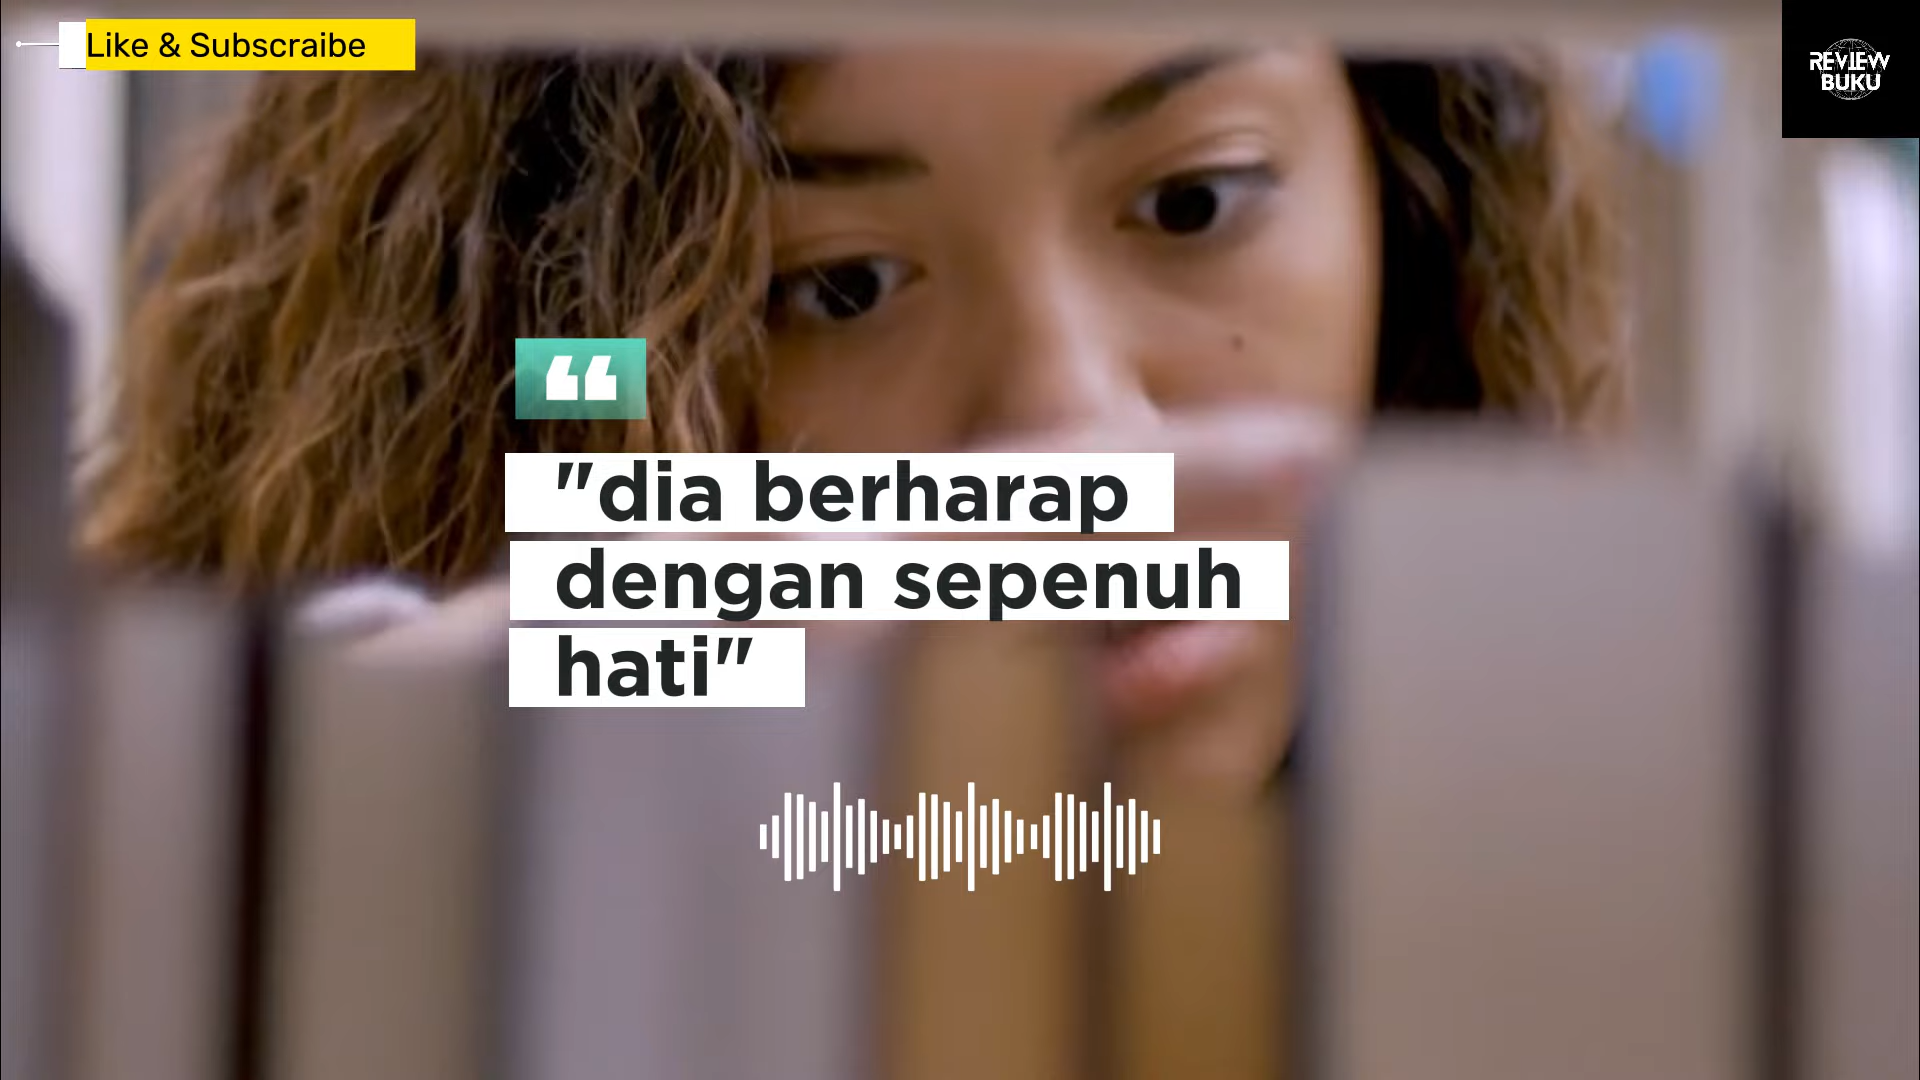 Like & Subscraibe
REVIEW
BUKU
"dia berharap
dengan sepenuh
hati"